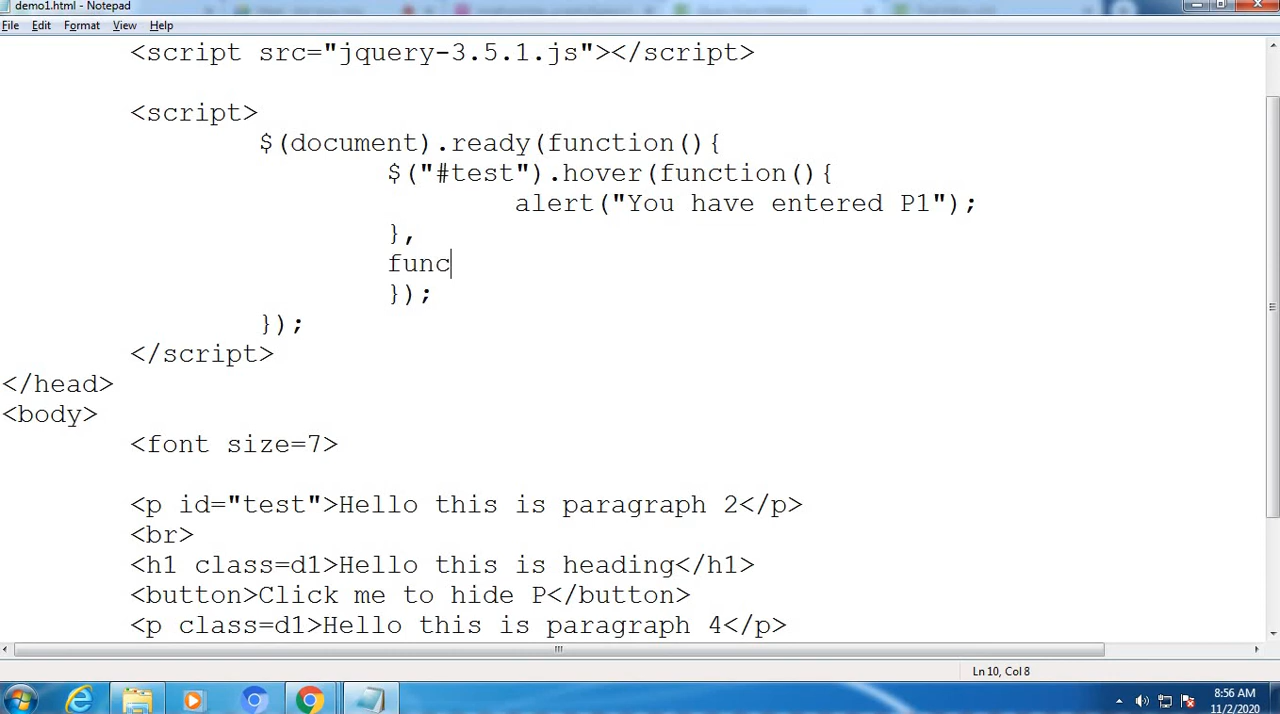 demo1.html - Notepad
File Edit Format View Help
<script src="jquery-3.5.1.js"></script>
<script>
$(document).ready(function(){
$("#test").hover(function(){
alert("You have entered P1");
},
func
});
});
</script>
</head>
<body>
<font size=7>
<p id="test">Hello this is paragraph 2</p>
<br>
<h1 class=d1>Hello this is heading</h1>
<button>Click me to hide P</button>
<p class=d1>Hello this is paragraph 4</p>
Ln 10, Col 8
8:56 AM
11/2/2020